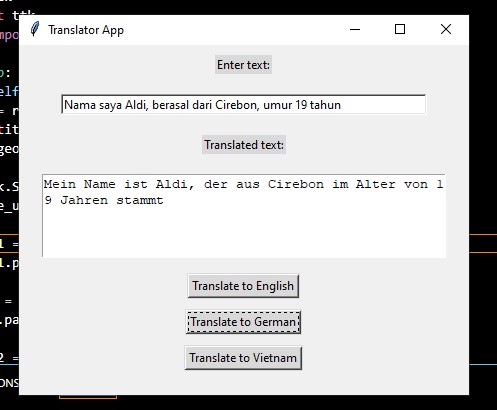 Translator App
Enter text:
Nama saya Aldi, berasal dari Cirebon, umur 19 tahun
Translated text:
Mein Name ist Aldi, der aus Cirebon im Alter von 1
9 Jahren stammt
Translate to English
Translate to German
Translate to Vietnam